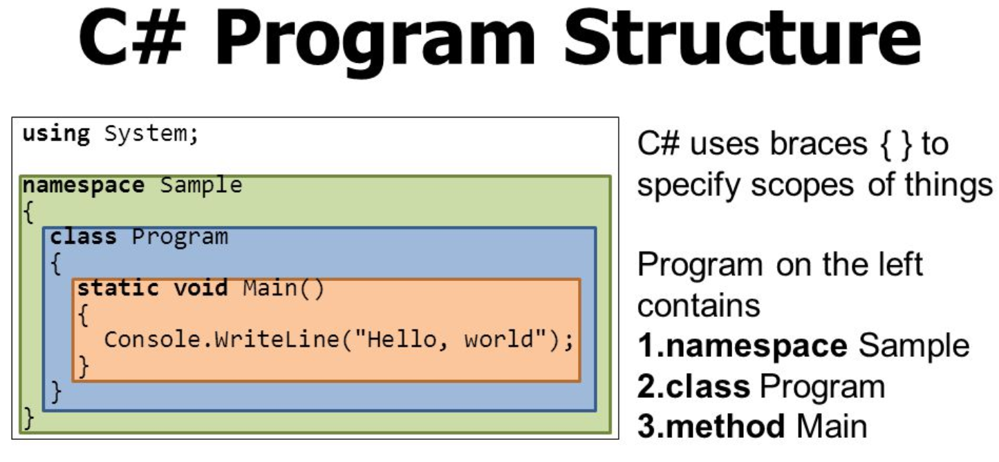 C# Program Structure
using System;
namespace Sample
{
class Program
{
static void Main()
{
Console.WriteLine("Hello, world");
}
}
}
C# uses braces { } to
specify scopes of things
Program on the left
contains
1.namespace Sample
2.class Program
3.method Main